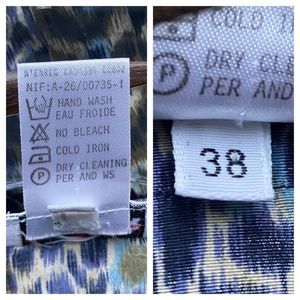 NIF:A-26/00735-1
HAND WASH
EAU FROIDE
NO BLEACH
COLD IRON
P
DRY CLEANING
PER AND WS
COLD
P
DRY CLE
PER AND
38